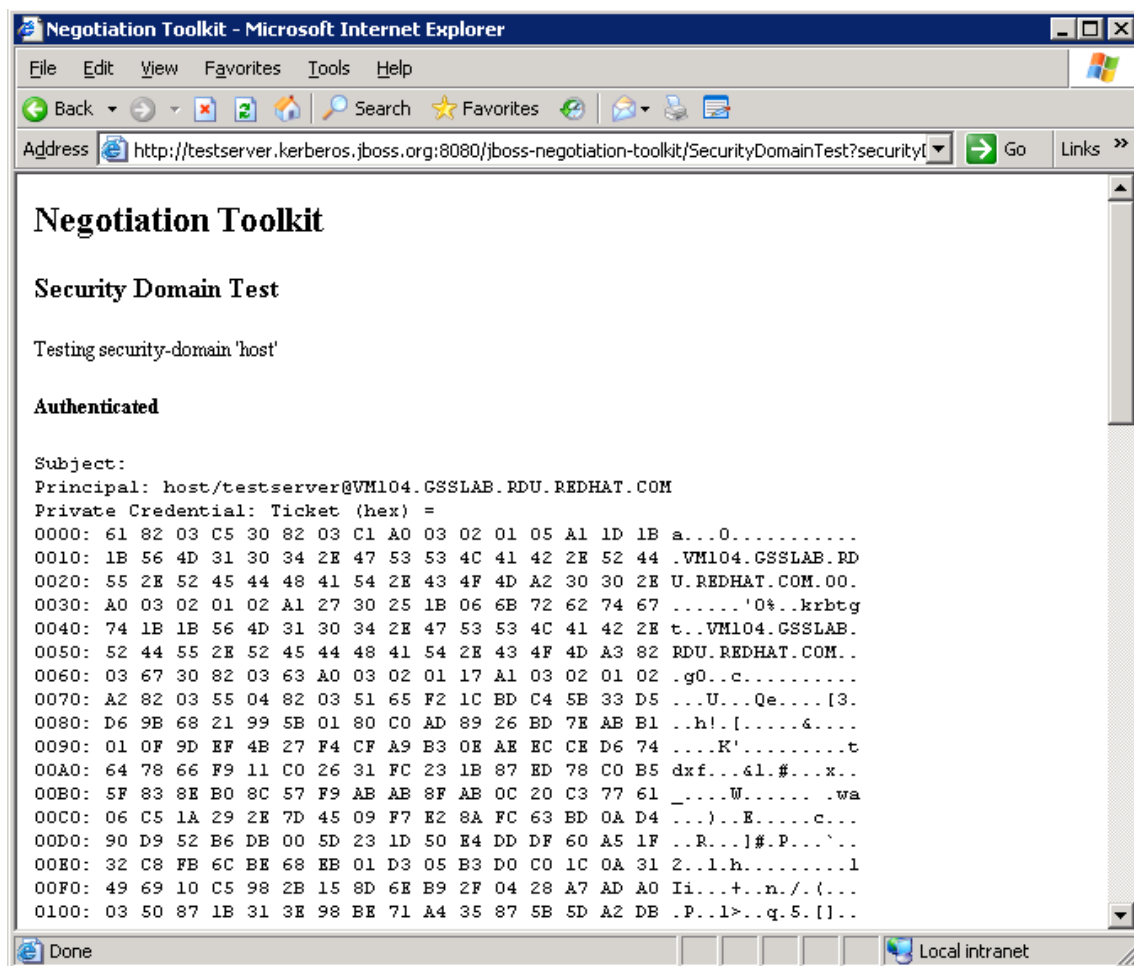 Negotiation Toolkit - Microsoft Internet Explorer
File Edit View Favorites Tools Help
Back Search Favorites
Address http://testserver.kerberos.jboss.org:8080/jboss-negotiation-toolkit/SecurityDomainTest?security Go Links »
Negotiation Toolkit
Security Domain Test
Testing security-domain 'host'
Authenticated
Subject:
Principal: host/testserver@VM104.GSSLAB.RDU.REDHAT.COM
Private Credential: Ticket (hex) =
0000: 61 82 03 C5 30 82 03 C1 A0 03 02 01 05 A1 1D 1B a...0...........
0010: 1B 56 4D 31 30 34 2E 47 53 53 4C 41 42 2E 52 44 .VM104.GSSLAB.RD
0020: 55 2E 52 45 44 48 41 54 2E 43 4F 4D A2 30 30 2E U.REDHAT.COM.00.
0030: A0 03 02 01 02 A1 27 30 25 1B 06 6B 72 62 74 67 ......'0%..krbtg
0040: 74 1B 1B 56 4D 31 30 34 2E 47 53 53 4C 41 42 2E t..VM104.GSSLAB.
0050: 52 44 55 2E 52 45 44 48 41 54 2E 43 4F 4D A3 82 RDU.REDHAT.COM..
0060: 03 67 30 82 03 63 A0 03 02 01 17 A1 03 02 01 02 .g0..c..........
0070: A2 82 03 55 04 82 03 51 65 F2 1C BD C4 5B 33 D5 ...U...Qe....[3.
0080: D6 9B 68 21 99 5B 01 80 C0 AD 89 26 BD 7E AB B1 ..h!.[.....&....
0090: 01 0F 9D EF 4B 27 F4 CF A9 B3 0E AE EC CE D6 74 ....K'.........t
00A0: 64 78 66 F9 11 C0 26 31 FC 23 1B 87 ED 78 C0 B5 dxf...&1.#...x..
00B0: 5F 83 8E B0 8C 57 F9 AB AB 8F AB 0C 20 C3 77 61 _....W...... .wa
00C0: 06 C5 1A 29 2E 7D 45 09 F7 E2 8A FC 63 BD 0A D4 ...)..E.....c...
00D0: 90 D9 52 B6 DB 00 5D 23 1D 50 E4 DD DF 60 A5 1F ..R...]#.P...`..
00E0: 32 C8 FB 6C BE 68 EB 01 D3 05 B3 D0 C0 1C 0A 31 2..l.h.........1
00F0: 49 69 10 C5 98 2B 15 8D 6E B9 2F 04 28 A7 AD A0 Ii...+..n./.(...
0100: 03 50 87 1B 31 3E 98 BE 71 A4 35 87 5B 5D A2 DB .P..1>..q.5.[]..
Done Local intranet